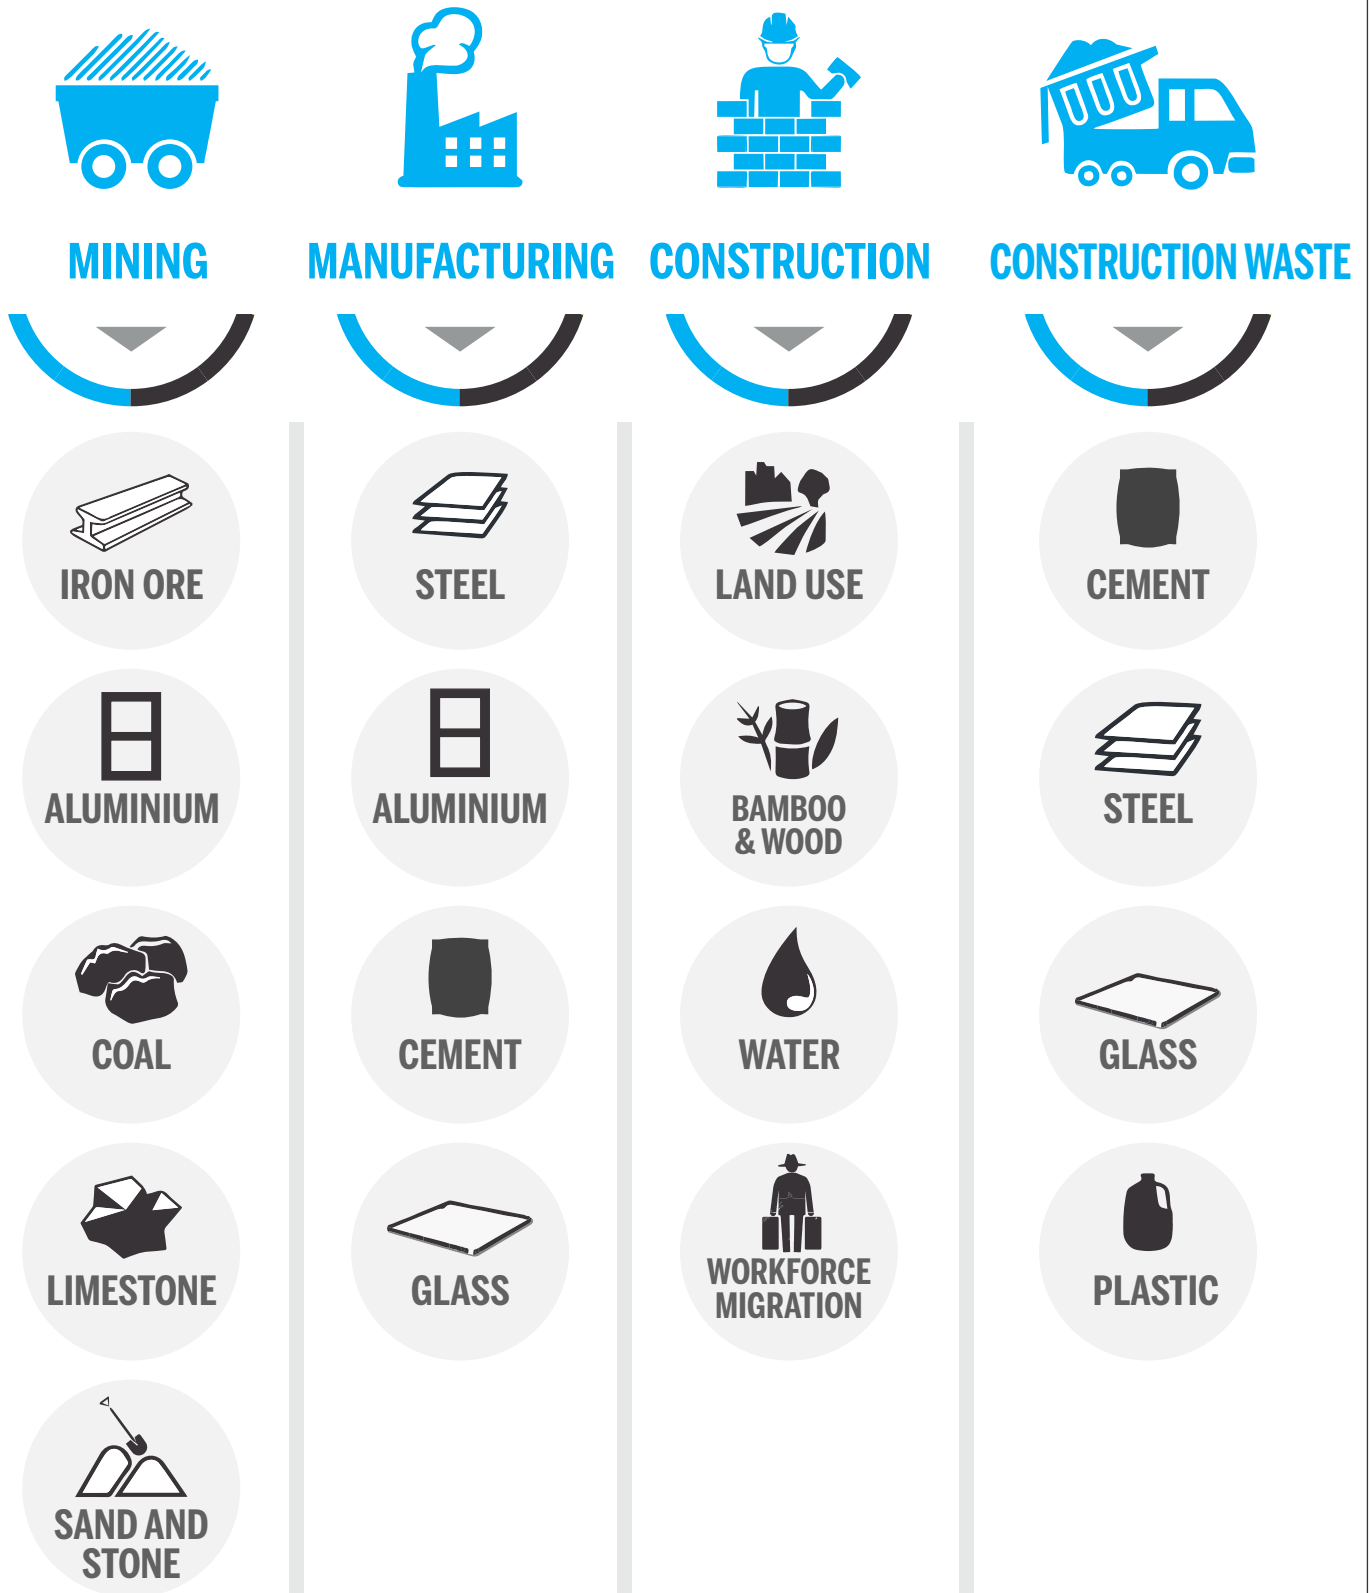 MINING
MANUFACTURING
CONSTRUCTION
CONSTRUCTION WASTE
IRON ORE
ALUMINIUM
COAL
LIMESTONE
SAND AND
STONE
STEEL
ALUMINIUM
CEMENT
GLASS
LAND USE
BAMBOO
& WOOD
WATER
WORKFORCE
MIGRATION
CEMENT
STEEL
GLASS
PLASTIC